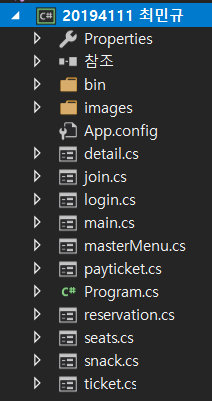 C# 20194111 최민규
Properties
참조
bin
images
App.config
detail.cs
join.cs
login.cs
main.cs
masterMenu.cs
payticket.cs
C# Program.cs
reservation.cs
seats.cs
snack.cs
ticket.cs